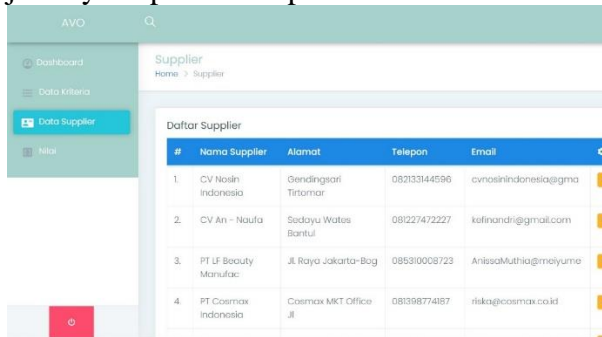 AVO
Dashboard
Data Kriteria
Data Supplier
Nilai
Supplier
Home > Supplier
Daftar Supplier
# Nama Supplier Alamat Telepon Email
1. CV Nosin Gendingsari 082133144596 cvnosinindonesia@gma
Indonesia Tirtomar
2. CV An - Naufa Sedayu Wates 081227472227 kefinandri@gmail.com
Bantul
3. PT LF Beauty Jl. Raya Jakarta-Bog 085310008723 AnissaMuthia@meiyume
Manufac
4. PT Cosmax Cosmax MKT Office 081398774187 riska@cosmax.co.id
Indonesia Jl